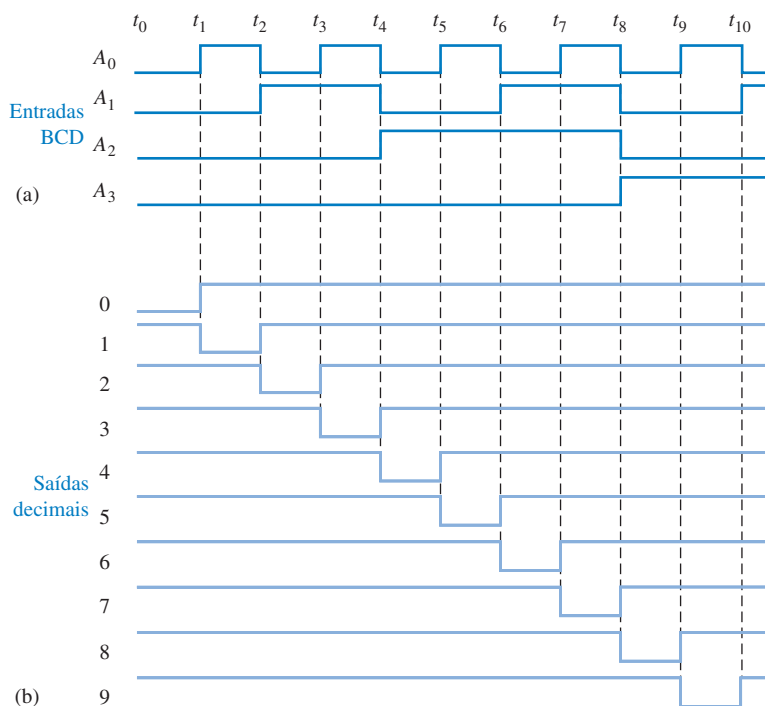 t0 t1 t2 t3 t4 t5 t6 t7 t8 t9 t10
A0
A1
Entradas
BCD
A2
(a)
A3
0
1
2
3
4
Saídas
decimais
5
6
7
8
(b)
9